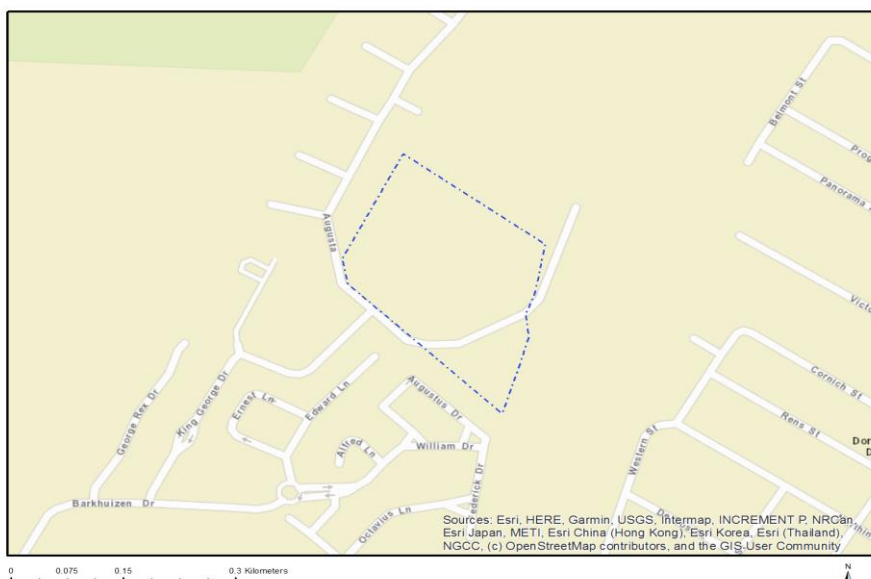 Belmont St
Prog
Panorama
Augusta
Victo
George Rex Dr
King George Dr
Ernest Ln
Edward Ln
Augustus Dr
Alfred Ln
William Dr
Western St
Cornich St
Rens St
Dor
D
Barkhuizen Dr
Octavius Ln
ederick Dr
Sources: Esri, HERE, Garmin, USGS, Intermap, INCREMENT P, NRCan,
Esri Japan, METI, Esri China (Hong Kong), Esri Korea, Esri (Thailand),
NGCC, (c) OpenStreetMap contributors, and the GIS User Community
0 0.075 0.15 0.3 Kilometers
N